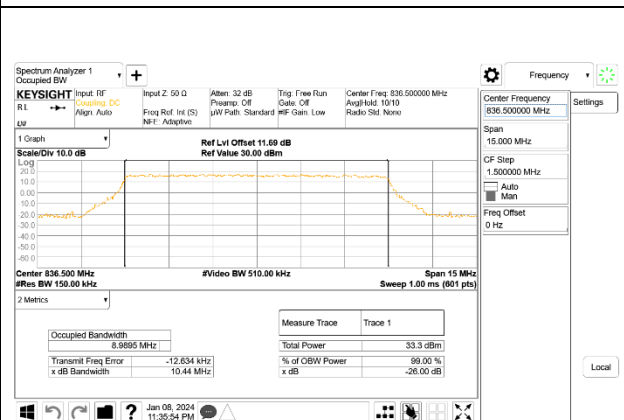 Spectrum Analyzer 1
Occupied BW
+
Frequency
KEYSIGHT
Input: RF
Coupling: DC
Align: Auto
Input Z: 50 Ω
Freq Ref: Int (S)
NFE: Adaptive
Atten: 32 dB
Preamp: Off
µW Path: Standard
Trig: Free Run
Gate: Off
#IF Gain: Low
Center Freq: 836.500000 MHz
Avg|Hold: 10/10
Radio Std: None
R L
Center Frequency
836.500000 MHz
Settings
Span
15.000 MHz
CF Step
1.500000 MHz
Auto
Man
Freq Offset
0 Hz
1 Graph
Scale/Div 10.0 dB
Ref Lvl Offset 11.69 dB
Ref Value 30.00 dBm
Log
20.0
10.0
0.00
-10.0
-20.0
-30.0
-40.0
-50.0
-60.0
Center 836.500 MHz
#Res BW 150.00 kHz
#Video BW 510.00 kHz
Span 15 MHz
Sweep 1.00 ms (601 pts)
2 Metrics
Measure Trace
Trace 1
Occupied Bandwidth
8.9895 MHz
Total Power
33.3 dBm
Transmit Freq Error
-12.634 kHz
% of OBW Power
99.00 %
x dB Bandwidth
10.44 MHz
x dB
-26.00 dB
Local
?
Jan 08, 2024
11:35:54 PM